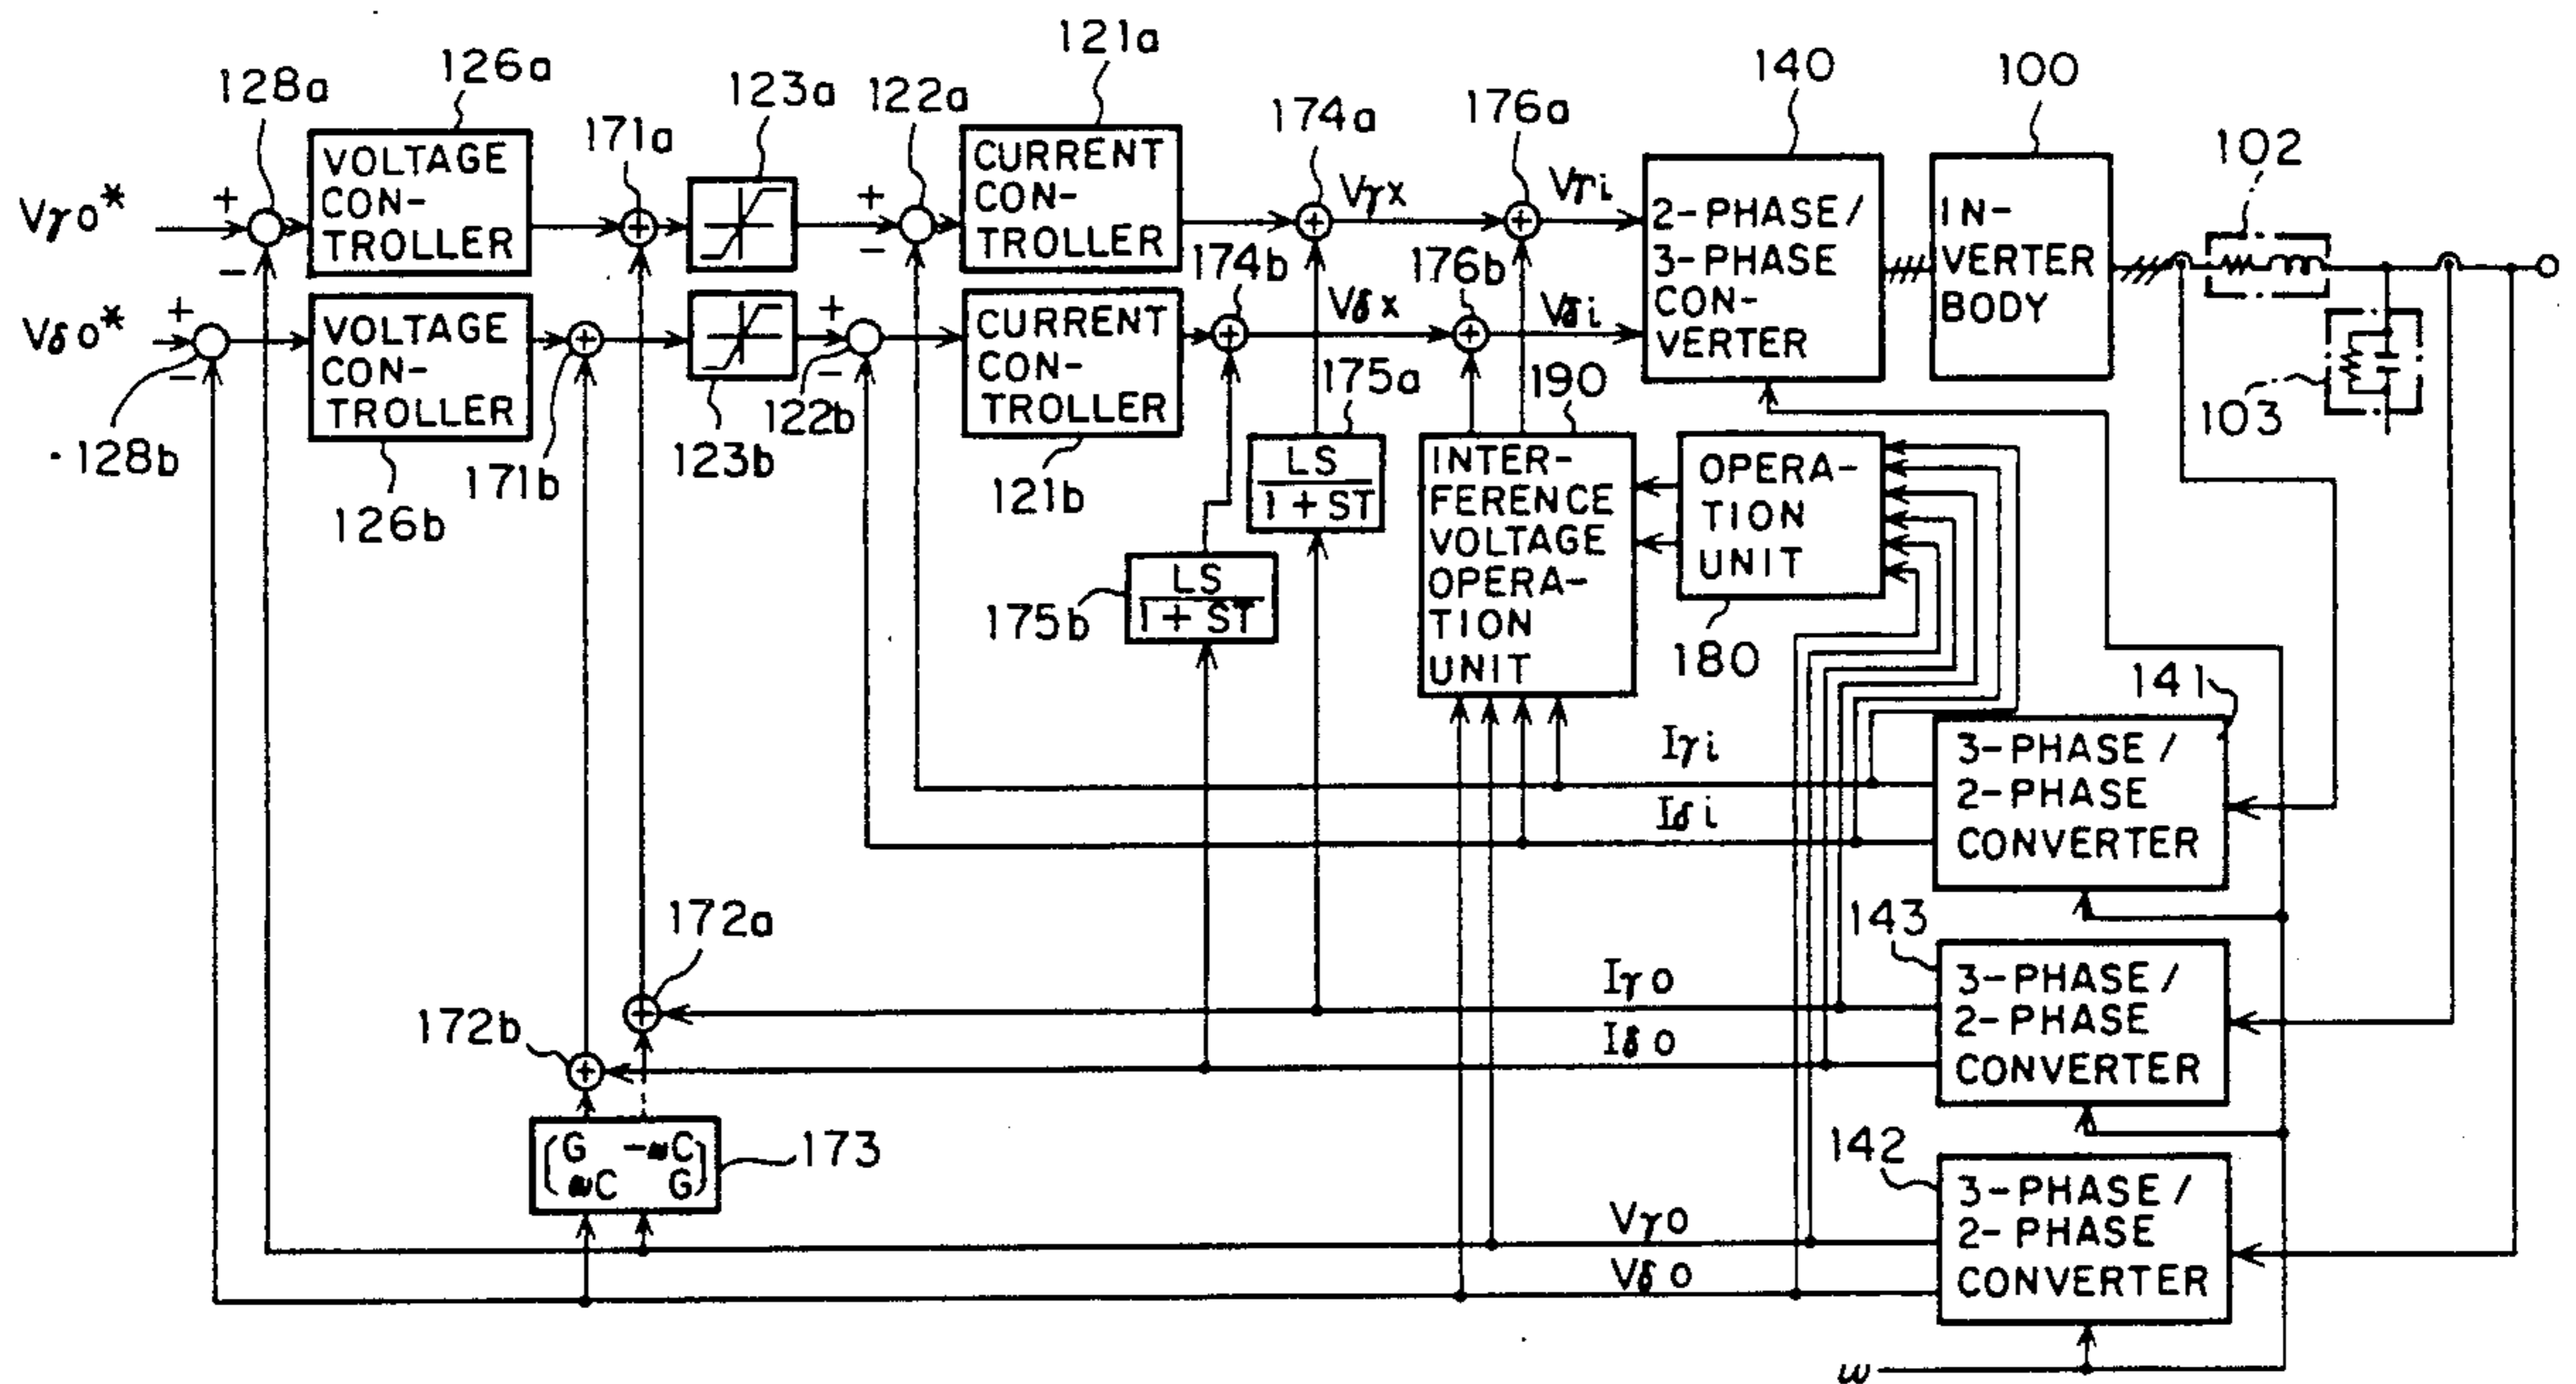 121a
126a
140
100
128a
123a
122a
174a
176a
102
171a
VOLTAGE
CON-
TROLLER
CURRENT
CON-
TROLLER
Vγo*
+
−
+
−
Vγx
Vγi
2-PHASE/
3-PHASE
CON-
VERTER
IN-
VERTER
BODY
174b
176b
Vδo*
+
−
VOLTAGE
CON-
TROLLER
+
−
CURRENT
CON-
TROLLER
Vδx
Vδi
175a
190
103
128b
171b
123b
122b
126b
121b
LS
1+ST
INTER-
FERENCE
VOLTAGE
OPERA-
TION
UNIT
OPERA-
TION
UNIT
LS
1+ST
175b
180
141
Iγi
Iδi
3-PHASE/
2-PHASE
CONVERTER
172a
143
172b
Iγo
Iδo
3-PHASE/
2-PHASE
CONVERTER
G -ωC
ωC G
173
142
Vγo
Vδo
3-PHASE/
2-PHASE
CONVERTER
ω